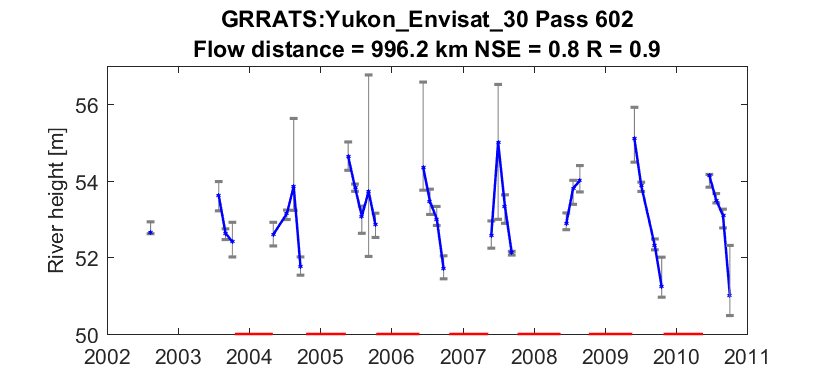 GRRATS:Yukon_Envisat_30 Pass 602
Flow distance = 996.2 km NSE = 0.8 R = 0.9
River height [m]
56
54
52
50
2002 2003 2004 2005 2006 2007 2008 2009 2010 2011